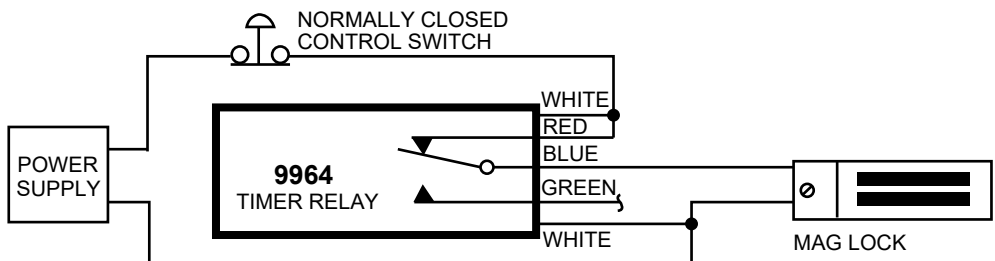 NORMALLY CLOSED
CONTROL SWITCH
WHITE
RED
BLUE
GREEN
WHITE
POWER
SUPPLY
9964
TIMER RELAY
MAG LOCK